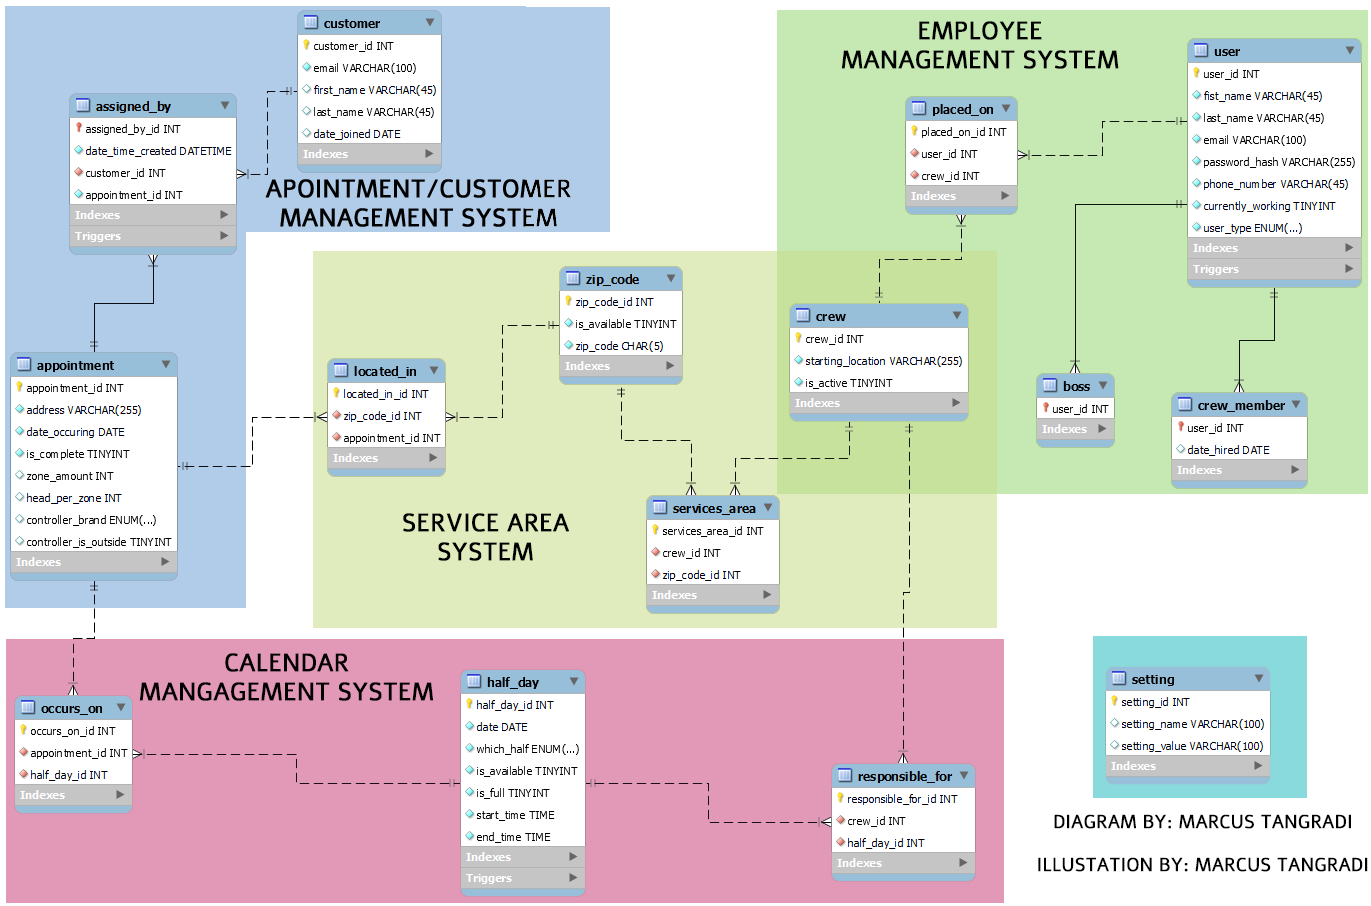 customer
customer_id INT
email VARCHAR(100)
first_name VARCHAR(45)
last_name VARCHAR(45)
date_joined DATE
Indexes
assigned_by
assigned_by_id INT
date_time_created DATETIME
customer_id INT
appointment_id INT
Indexes
Triggers
APOINTMENT/CUSTOMER
MANAGEMENT SYSTEM
appointment
appointment_id INT
address VARCHAR(255)
date_occuring DATE
is_complete TINYINT
zone_amount INT
head_per_zone INT
controller_brand ENUM(...)
controller_is_outside TINYINT
Indexes
EMPLOYEE
MANAGEMENT SYSTEM
user
user_id INT
fist_name VARCHAR(45)
last_name VARCHAR(45)
email VARCHAR(100)
password_hash VARCHAR(255)
phone_number VARCHAR(45)
currently_working TINYINT
user_type ENUM(...)
Indexes
Triggers
placed_on
placed_on_id INT
user_id INT
crew_id INT
Indexes
crew
crew_id INT
starting_location VARCHAR(255)
is_active TINYINT
Indexes
boss
user_id INT
Indexes
crew_member
user_id INT
date_hired DATE
Indexes
zip_code
zip_code_id INT
is_available TINYINT
zip_code CHAR(5)
Indexes
located_in
located_in_id INT
zip_code_id INT
appointment_id INT
Indexes
SERVICE AREA
SYSTEM
services_area
services_area_id INT
crew_id INT
zip_code_id INT
Indexes
CALENDAR
MANGAGEMENT SYSTEM
occurs_on
occurs_on_id INT
appointment_id INT
half_day_id INT
Indexes
half_day
half_day_id INT
date DATE
which_half ENUM(...)
is_available TINYINT
is_full TINYINT
start_time TIME
end_time TIME
Indexes
Triggers
responsible_for
responsible_for_id INT
crew_id INT
half_day_id INT
Indexes
setting
setting_id INT
setting_name VARCHAR(100)
setting_value VARCHAR(100)
Indexes
DIAGRAM BY: MARCUS TANGRADI
ILLUSTATION BY: MARCUS TANGRADI